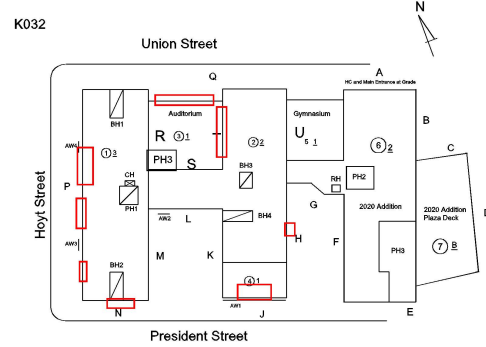 K032
N
Union Street
Q
A
HC and Main Entrance at Grade
Auditorium
Gymnasium
BH1
R
3 1
U
5 1
B
6 2
AW4
1 3
PH3
S
2 2
C
CH
BH3
RH
PH2
P
PH1
Hoyt Street
AW2
L
BH4
G
2020 Addition
2020 Addition
Plaza Deck
D
AW3
M
K
H
F
PH3
7 B
BH2
4 1
N
AW1
J
E
President Street